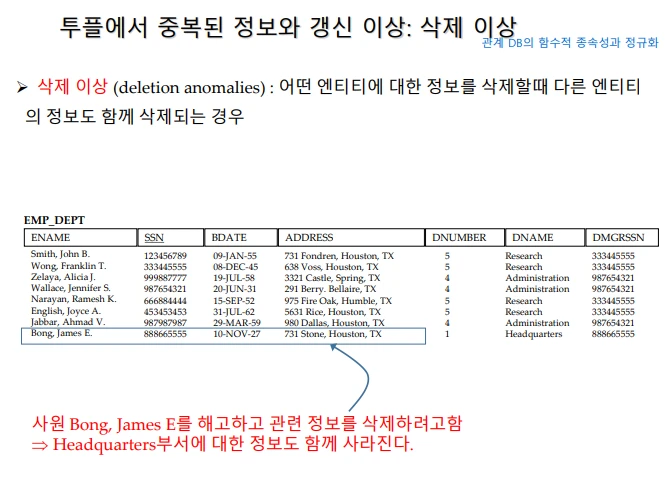 투플에서 중복된 정보와 갱신 이상: 삭제 이상
관계 DB의 함수적 종속성과 정규화
➢ 삭제 이상 (deletion anomalies) : 어떤 엔티티에 대한 정보를 삭제할때 다른 엔티티
의 정보도 함께 삭제되는 경우
EMP_DEPT
ENAME SSN BDATE ADDRESS DNUMBER DNAME DMGRSSN
Smith, John B. 123456789 09-JAN-55 731 Fondren, Houston, TX 5 Research 333445555
Wong, Franklin T. 333445555 08-DEC-45 638 Voss, Houston, TX 5 Research 333445555
Zelaya, Alicia J. 999887777 19-JUL-58 3321 Castle, Spring, TX 4 Administration 987654321
Wallace, Jennifer S. 987654321 20-JUN-31 291 Berry. Bellaire, TX 4 Administration 987654321
Narayan, Ramesh K. 666884444 15-SEP-52 975 Fire Oak, Humble, TX 5 Research 333445555
English, Joyce A. 453453453 31-JUL-62 5631 Rice, Houston, TX 5 Research 333445555
Jabbar, Ahmad V. 987987987 29-MAR-59 980 Dallas, Houston, TX 4 Administration 987654321
Bong, James E. 888665555 10-NOV-27 731 Stone, Houston, TX 1 Headquarters 888665555
사원 Bong, James E를 해고하고 관련 정보를 삭제하려고함
⇒ Headquarters부서에 대한 정보도 함께 사라진다.